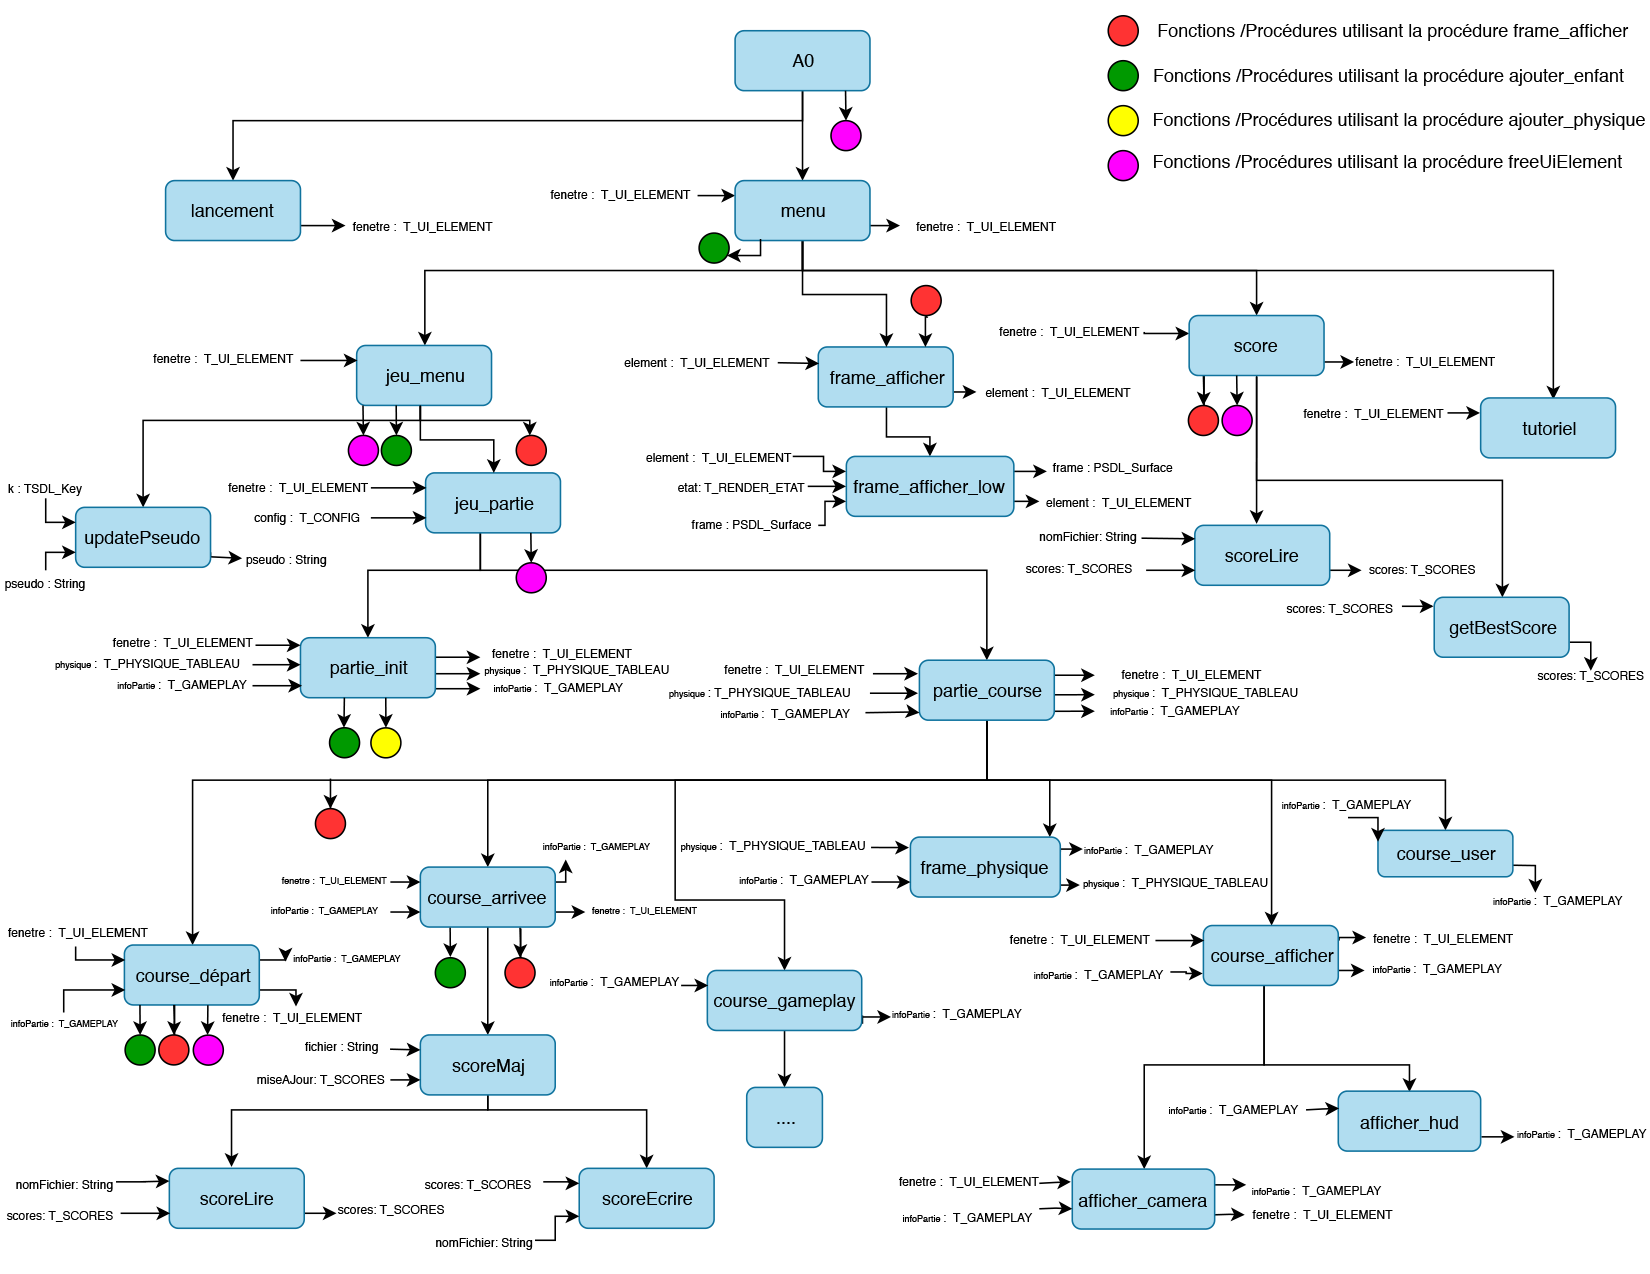 Fonctions /Procédures utilisant la procédure frame_afficher
A0
Fonctions /Procédures utilisant la procédure ajouter_enfant
Fonctions /Procédures utilisant la procédure ajouter_physique
Fonctions /Procédures utilisant la procédure freeUiElement
fenetre : T_UI_ELEMENT
lancement
menu
fenetre : T_UI_ELEMENT
fenetre : T_UI_ELEMENT
fenetre : T_UI_ELEMENT
score
fenetre : T_UI_ELEMENT
jeu_menu
element : T_UI_ELEMENT
frame_afficher
element : T_UI_ELEMENT
fenetre : T_UI_ELEMENT
fenetre : T_UI_ELEMENT
tutoriel
element : T_UI_ELEMENT
etat: T_RENDER_ETAT
frame : PSDL_Surface
frame_afficher_low
frame : PSDL_Surface
element : T_UI_ELEMENT
k : TSDL_Key
fenetre : T_UI_ELEMENT
config : T_CONFIG
jeu_partie
updatePseudo
pseudo : String
pseudo : String
nomFichier: String
scores: T_SCORES
scoreLire
scores: T_SCORES
scores: T_SCORES
getBestScore
scores: T_SCORES
fenetre : T_UI_ELEMENT
physique : T_PHYSIQUE_TABLEAU
infoPartie : T_GAMEPLAY
partie_init
fenetre : T_UI_ELEMENT
physique : T_PHYSIQUE_TABLEAU
infoPartie : T_GAMEPLAY
fenetre : T_UI_ELEMENT
physique : T_PHYSIQUE_TABLEAU
infoPartie : T_GAMEPLAY
partie_course
fenetre : T_UI_ELEMENT
physique : T_PHYSIQUE_TABLEAU
infoPartie : T_GAMEPLAY
infoPartie : T_GAMEPLAY
course_user
infoPartie : T_GAMEPLAY
infoPartie : T_GAMEPLAY
physique : T_PHYSIQUE_TABLEAU
infoPartie : T_GAMEPLAY
frame_physique
infoPartie : T_GAMEPLAY
physique : T_PHYSIQUE_TABLEAU
fenetre : T_UI_ELEMENT
infoPartie : T_GAMEPLAY
course_arrivee
fenetre : T_UI_ELEMENT
fenetre : T_UI_ELEMENT
course_départ
infoPartie : T_GAMEPLAY
infoPartie : T_GAMEPLAY
fenetre : T_UI_ELEMENT
infoPartie : T_GAMEPLAY
course_gameplay
infoPartie : T_GAMEPLAY
fenetre : T_UI_ELEMENT
infoPartie : T_GAMEPLAY
course_afficher
fenetre : T_UI_ELEMENT
infoPartie : T_GAMEPLAY
fichier : String
miseAJour: T_SCORES
scoreMaj
....
infoPartie : T_GAMEPLAY
afficher_hud
infoPartie : T_GAMEPLAY
nomFichier: String
scores: T_SCORES
scoreLire
scores: T_SCORES
scores: T_SCORES
nomFichier: String
scoreEcrire
fenetre : T_UI_ELEMENT
infoPartie : T_GAMEPLAY
afficher_camera
infoPartie : T_GAMEPLAY
fenetre : T_UI_ELEMENT